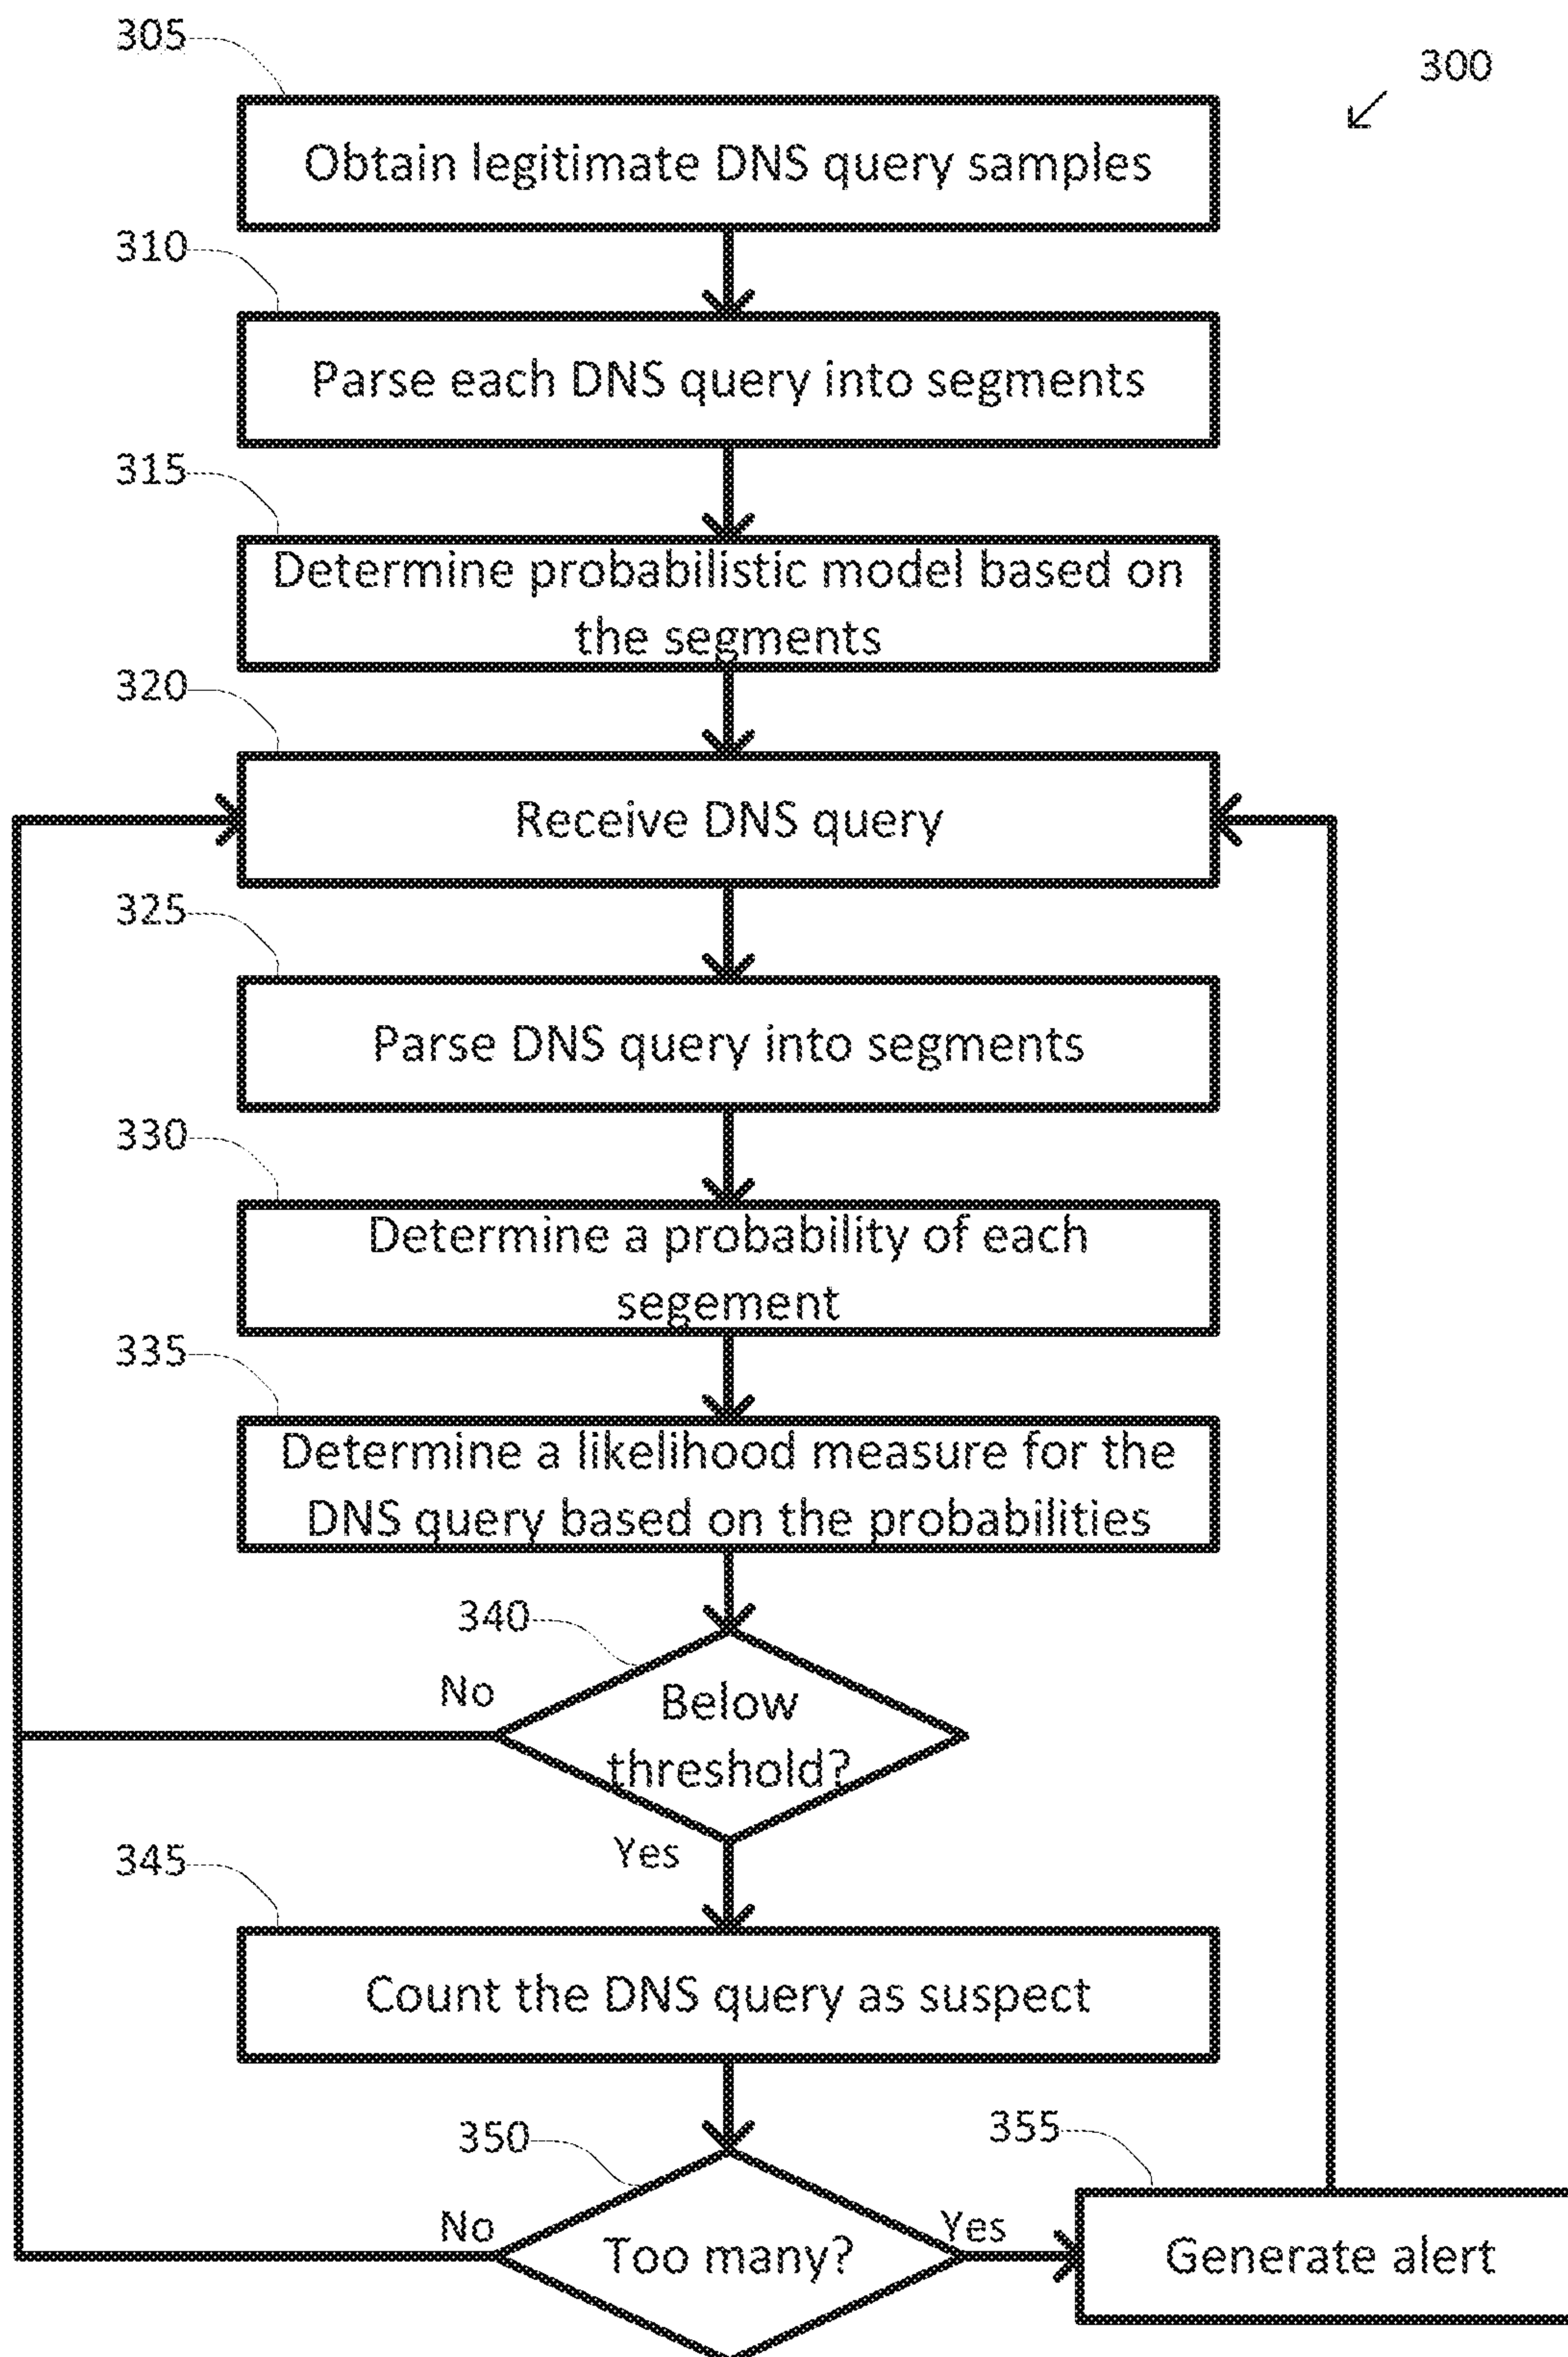 305
300
Obtain legitimate DNS query samples
310
Parse each DNS query into segments
315
Determine probabilistic model based on
the segments
320
Receive DNS query
325
Parse DNS query into segments
330
Determine a probability of each
segement
335
Determine a likelihood measure for the
DNS query based on the probabilities
340
No
Below
threshold?
Yes
345
Count the DNS query as suspect
350
355
No
Too many?
Yes
Generate alert